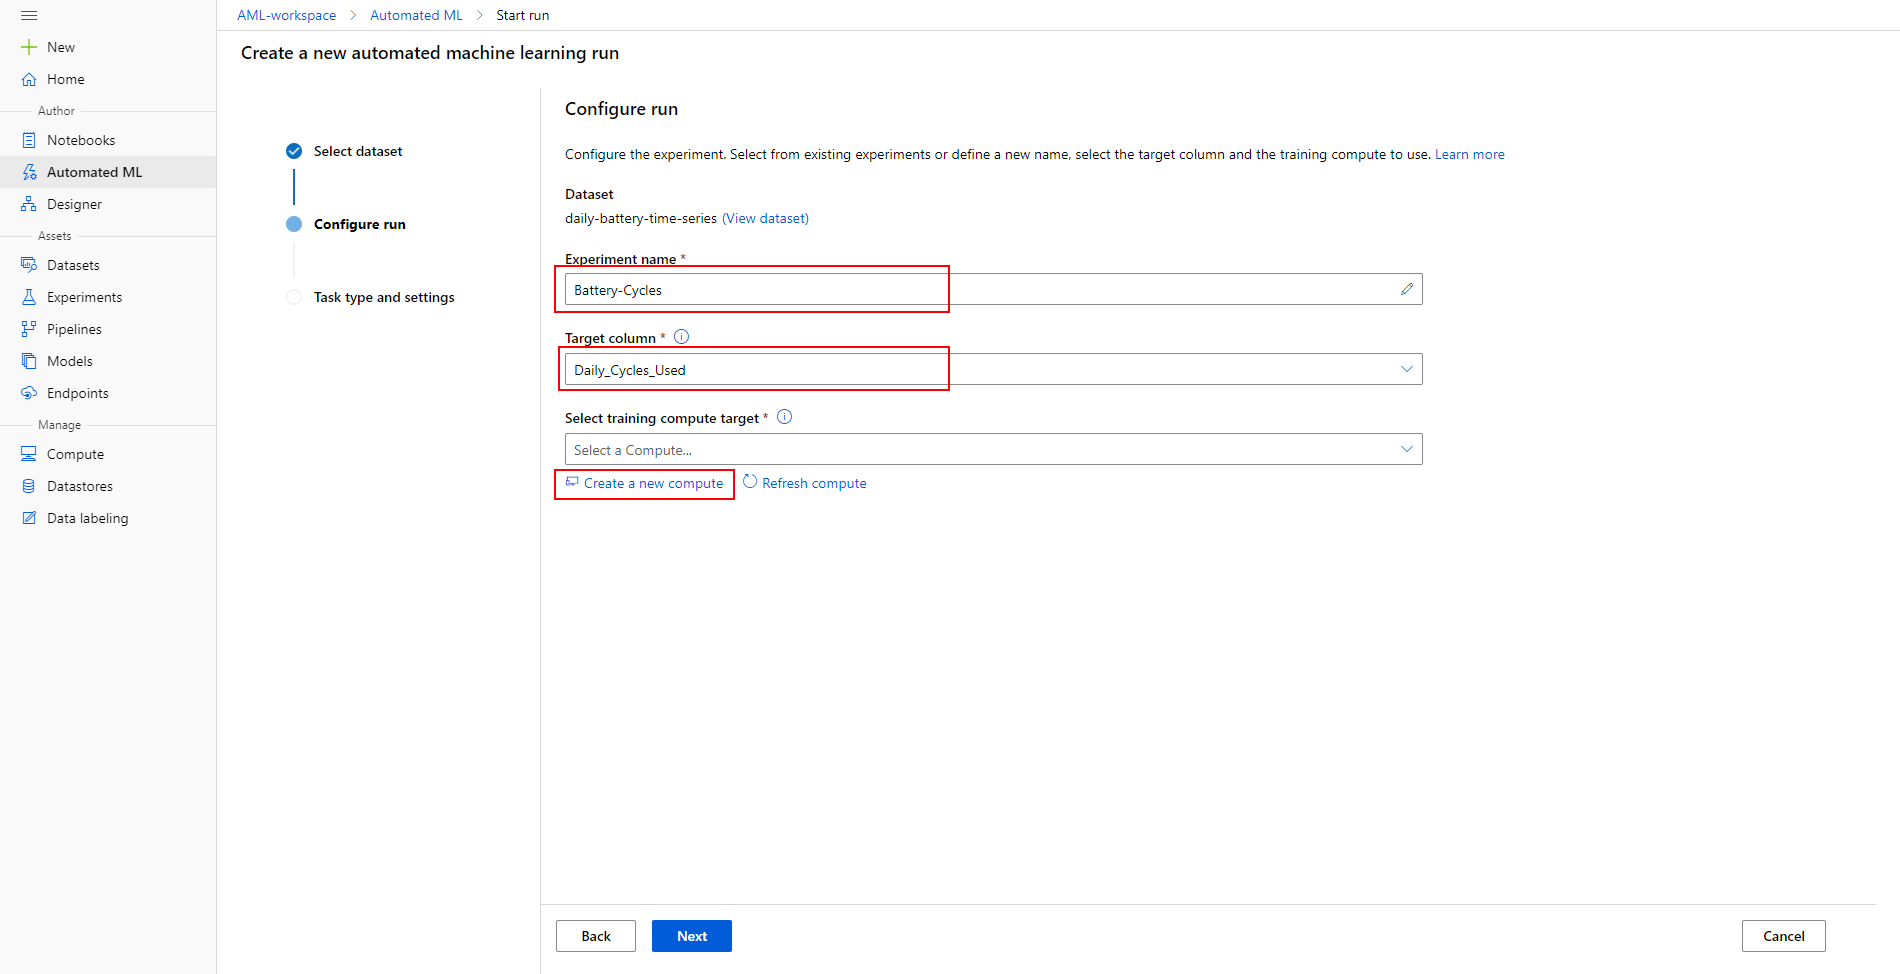 AML-workspace > Automated ML > Start run
Create a new automated machine learning run
New
Home
Author
Notebooks
Automated ML
Designer
Assets
Datasets
Experiments
Pipelines
Models
Endpoints
Manage
Compute
Datastores
Data labeling
Select dataset
Configure run
Task type and settings
Configure run
Configure the experiment. Select from existing experiments or define a new name, select the target column and the training compute to use. Learn more
Dataset
daily-battery-time-series (View dataset)
Experiment name *
Battery-Cycles
Target column *
Daily_Cycles_Used
Select training compute target *
Select a Compute...
Create a new compute Refresh compute
Back Next Cancel